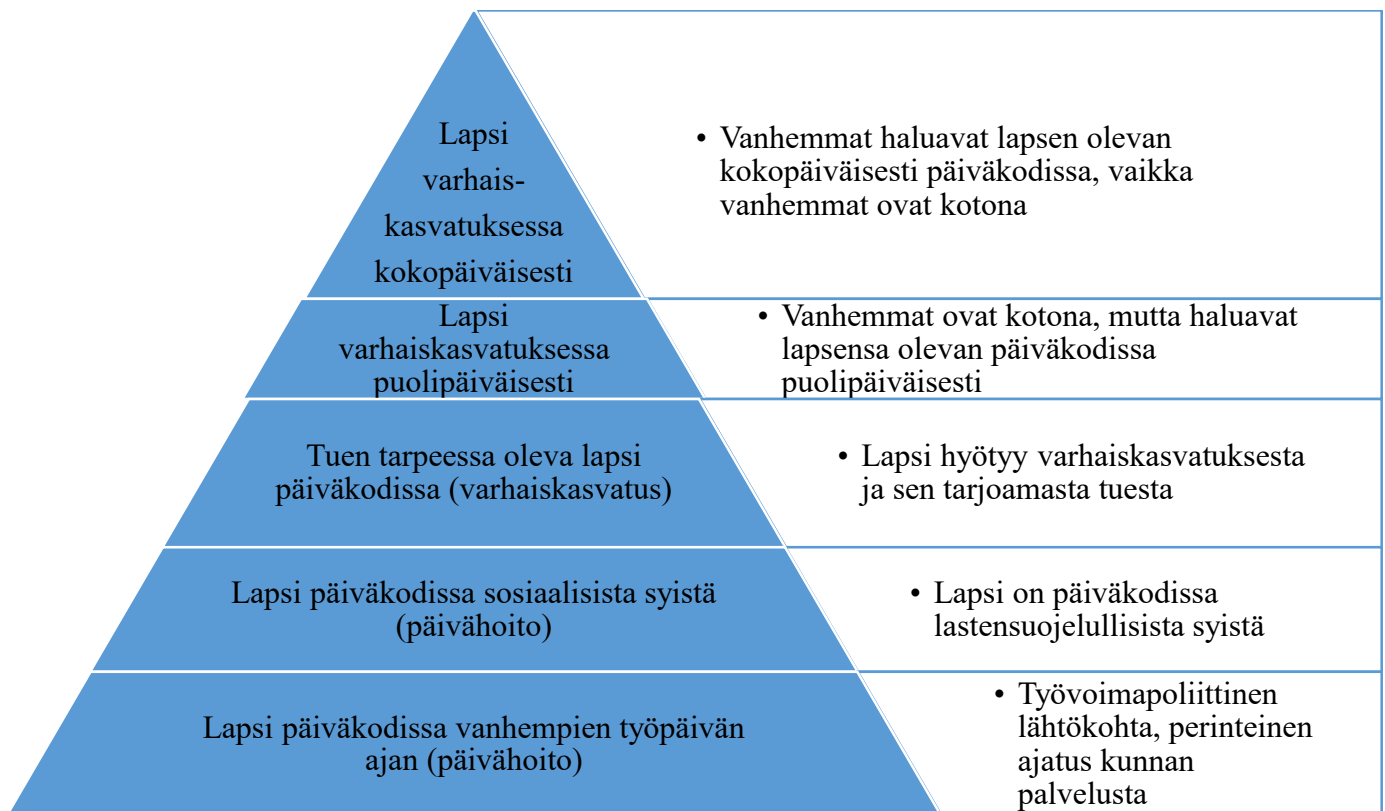 Lapsi
varhais-
kasvatuksessa
kokopäiväisesti
• Vanhemmat haluavat lapsen olevan
kokopäiväisesti päiväkodissa, vaikka
vanhemmat ovat kotona
Lapsi
varhaiskasvatuksessa
puolipäiväisesti
• Vanhemmat ovat kotona, mutta haluavat
lapsensa olevan päiväkodissa
puolipäiväisesti
Tuen tarpeessa oleva lapsi
päiväkodissa (varhaiskasvatus)
• Lapsi hyötyy varhaiskasvatuksesta
ja sen tarjoamasta tuesta
Lapsi päiväkodissa sosiaalisista syistä
(päivähoito)
• Lapsi on päiväkodissa
lastensuojelullisista syistä
Lapsi päiväkodissa vanhempien työpäivän
ajan (päivähoito)
• Työvoimapoliittinen
lähtökohta, perinteinen
ajatus kunnan
palvelusta